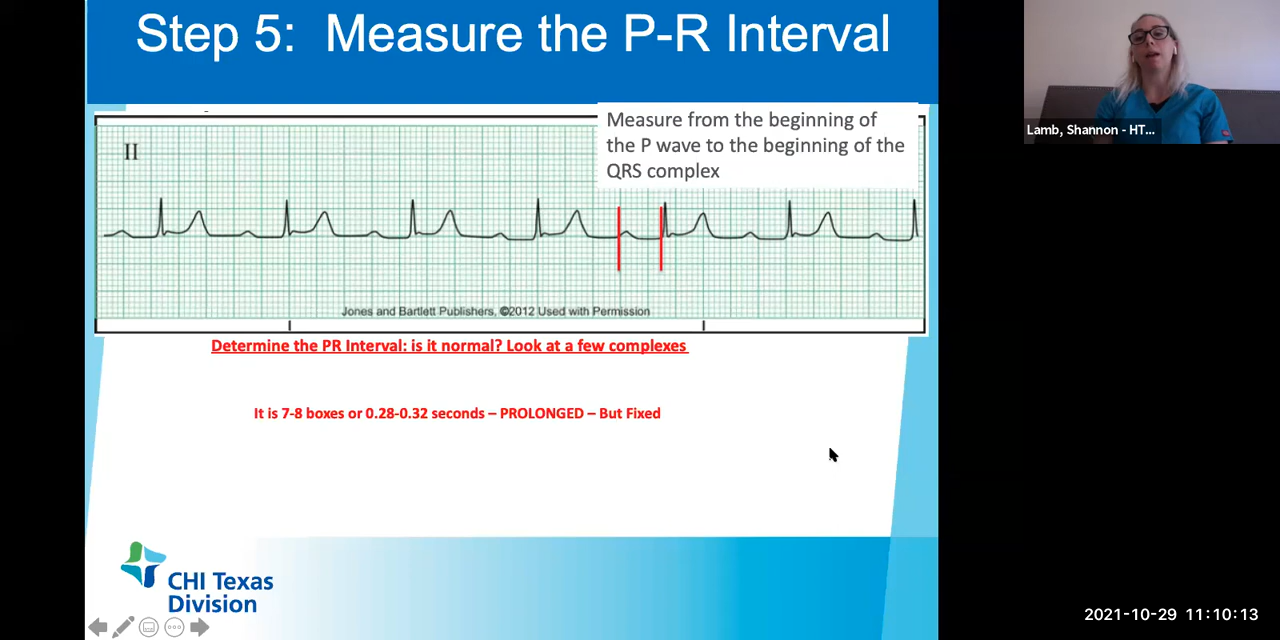 Step 5: Measure the P-R Interval
Lamb, Shannon - HT...
Measure from the beginning of
the P wave to the beginning of the
QRS complex
II
Jones and Bartlett Publishers, ©2012 Used with Permission
Determine the PR Interval: is it normal? Look at a few complexes
It is 7-8 boxes or 0.28-0.32 seconds – PROLONGED – But Fixed
CHI Texas
Division
2021-10-29 11:10:13